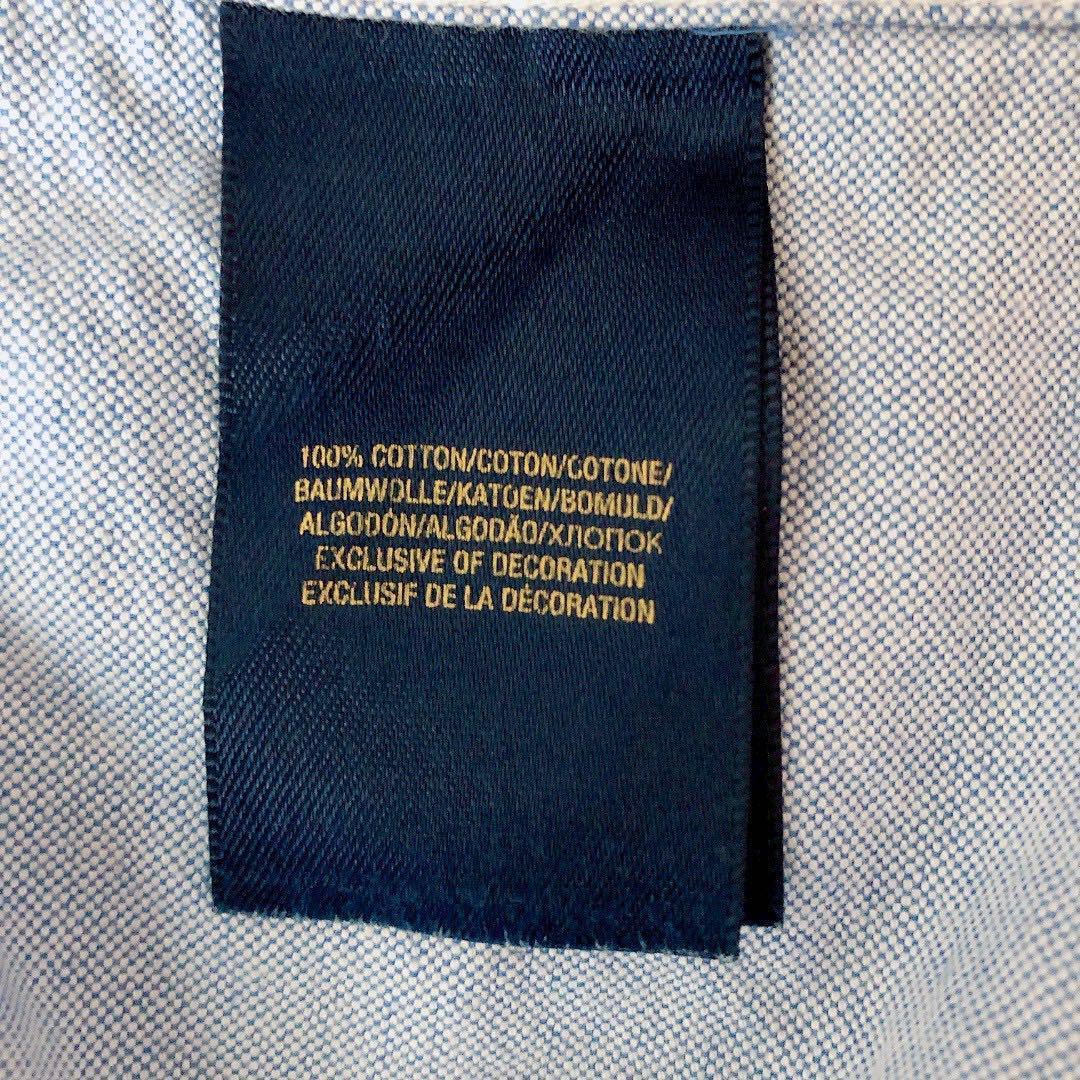 100% COTTON/COTON/COTONE/
BAUMWOLLE/KATOEN/BOMULD/
ALGODÓN/ALGODÃO/ХЛОПОК
EXCLUSIVE OF DECORATION
EXCLUSIF DE LA DÉCORATION